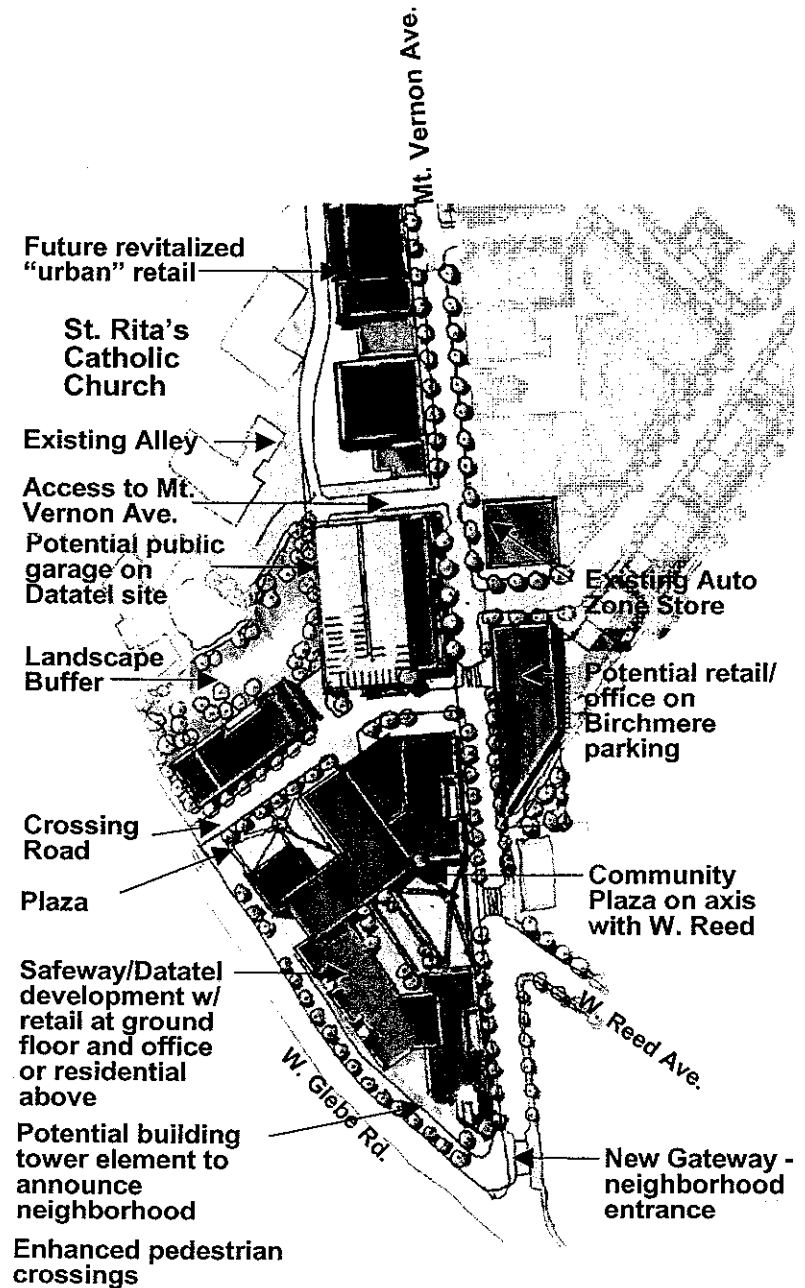 Mt. Vernon Ave.
Future revitalized
“urban” retail
St. Rita's
Catholic
Church
Existing Alley
Access to Mt.
Vernon Ave.
Potential public
garage on
Datatel site
Existing Auto
Zone Store
Landscape
Buffer
Potential retail/
office on
Birchmere
parking
Crossing
Road
Plaza
Community
Plaza on axis
with W. Reed
Safeway/Datatel
development w/
retail at ground
floor and office
or residential
above
W. Reed Ave.
W. Glebe Rd.
Potential building
tower element to
announce
neighborhood
New Gateway -
neighborhood
entrance
Enhanced pedestrian
crossings